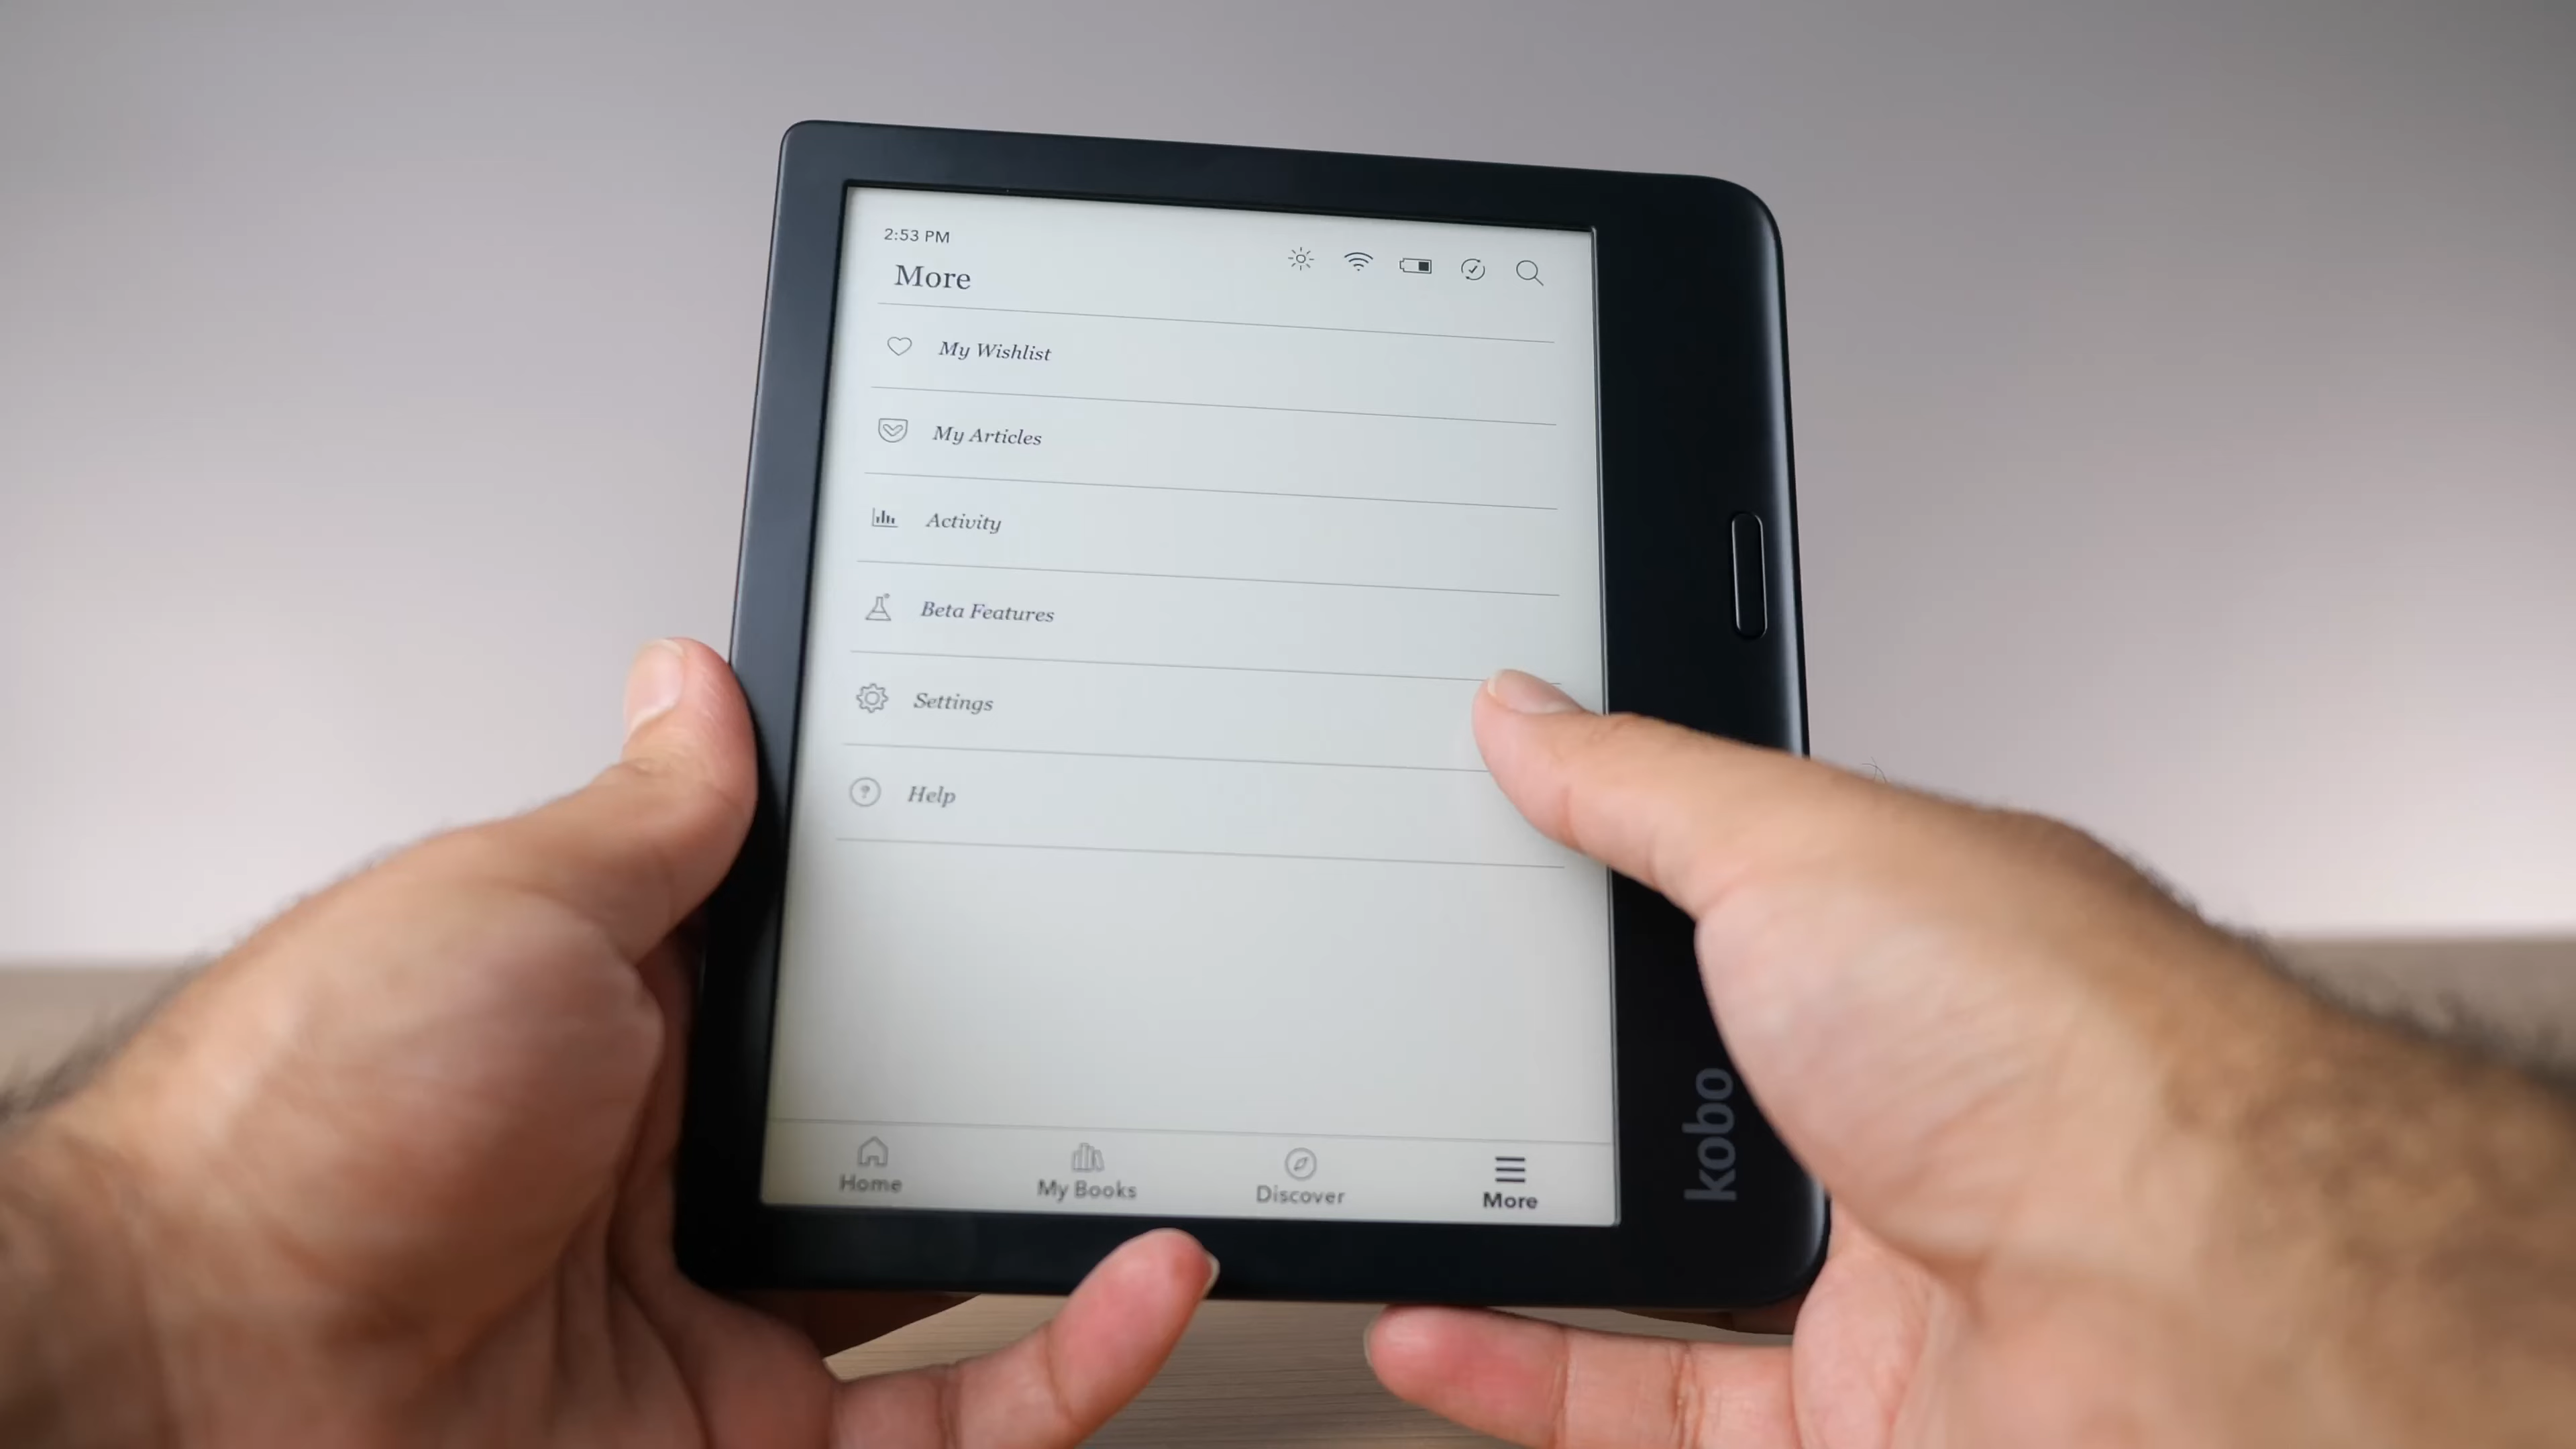 2:53 PM
More
My Wishlist
My Articles
Activity
Beta Features
Settings
? Help
Home
My Books
Discover
More
kobo